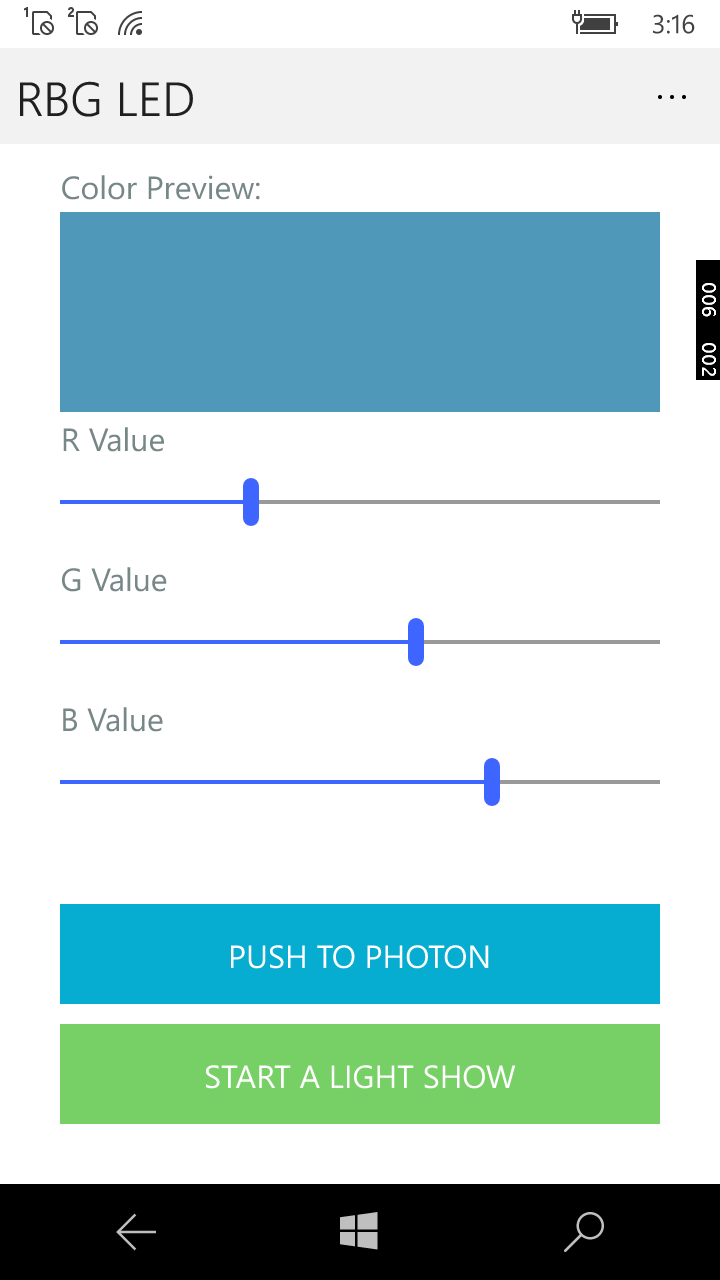 1 2 3:16
RBG LED
Color Preview:
006 002
R Value
G Value
B Value
PUSH TO PHOTON
START A LIGHT SHOW